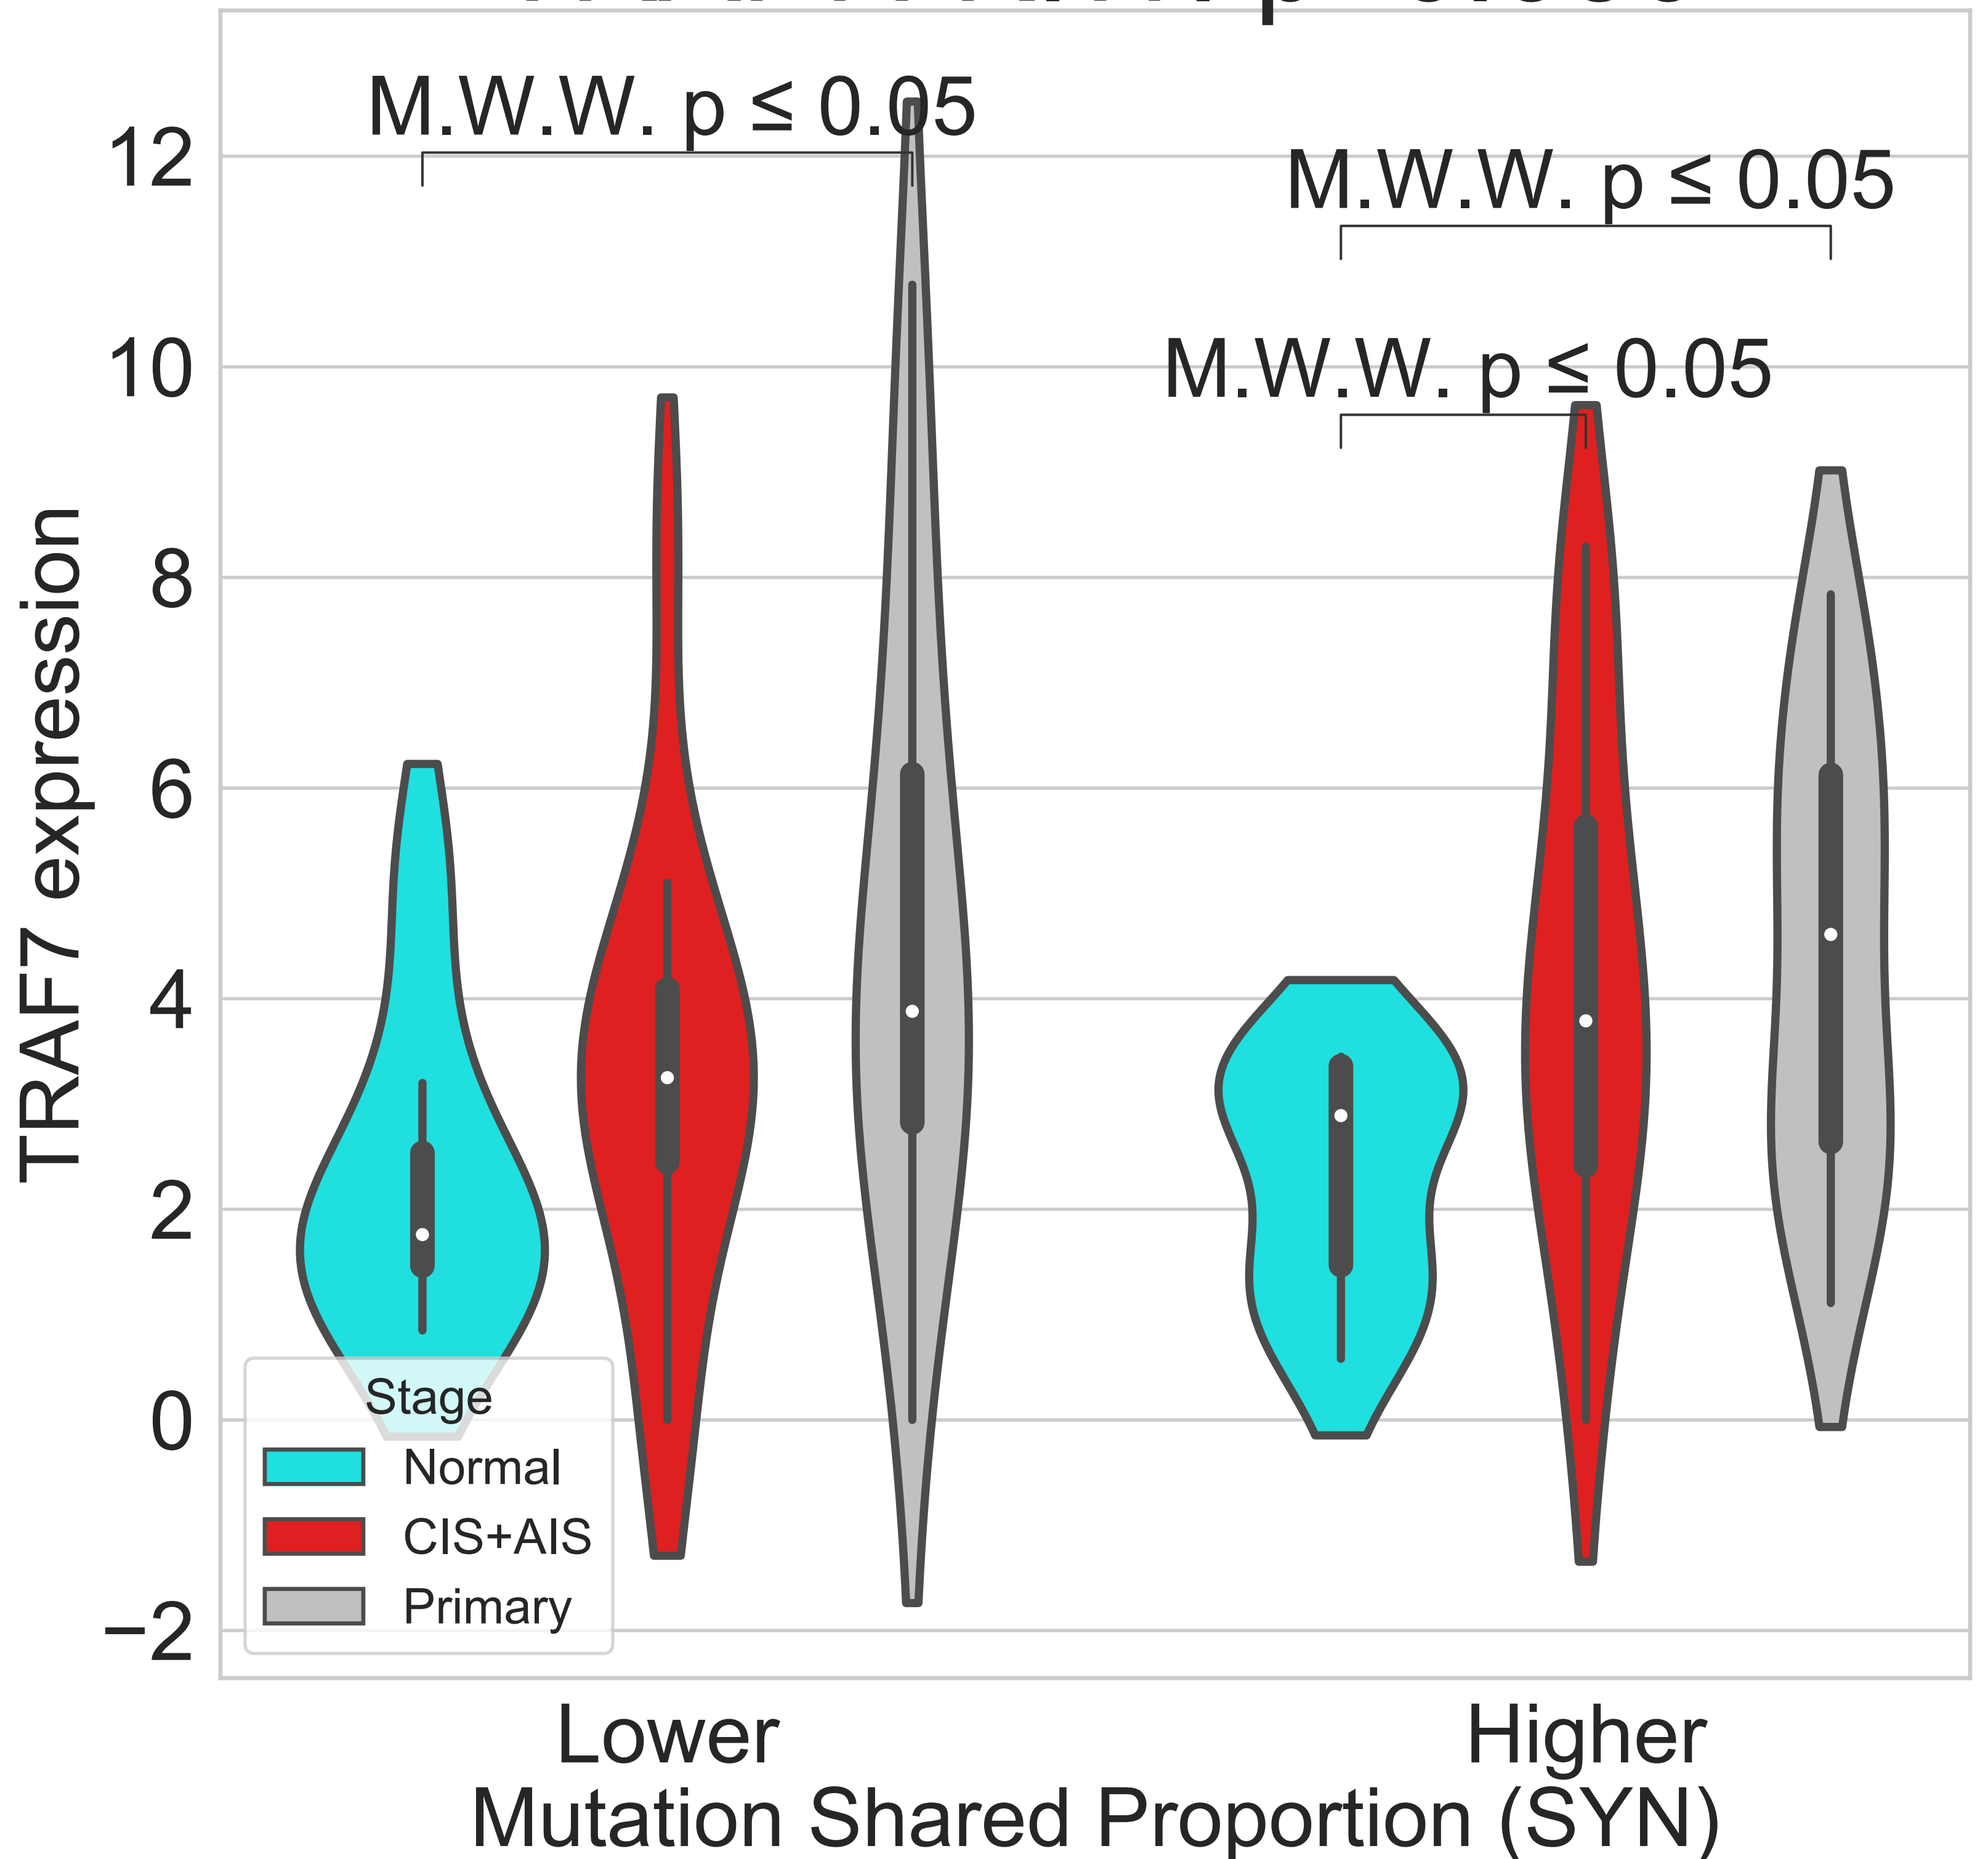 M.W.W. p ≤ 0.05
M.W.W. p ≤ 0.05
M.W.W. p ≤ 0.05
12
10
8
6
4
2
0
−2
TRAF7 expression
Stage
Normal
CIS+AIS
Primary
Lower
Higher
Mutation Shared Proportion (SYN)